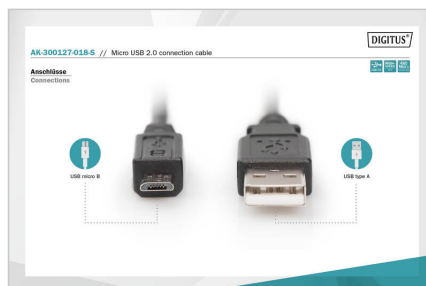 DIGITUS®
AK-300127-018-S // Micro USB 2.0 connection cable
Anschlüsse
Connections
USB micro B
USB type A